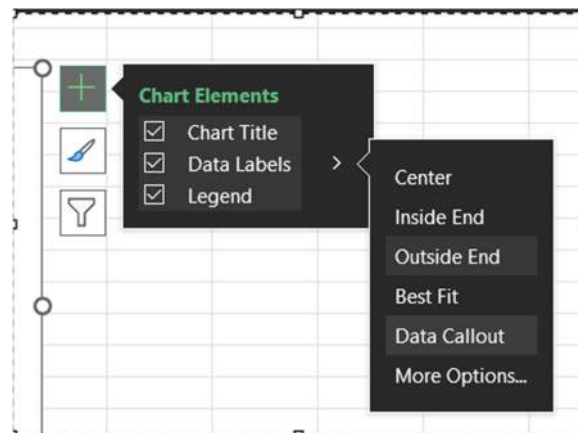 Chart Elements
Chart Title
Data Labels
Legend
Center
Inside End
Outside End
Best Fit
Data Callout
More Options...